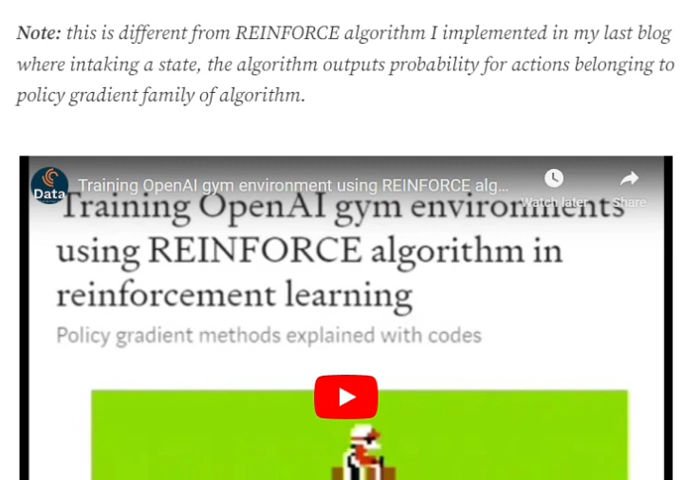 Note: this is different from REINFORCE algorithm I implemented in my last blog
where intaking a state, the algorithm outputs probability for actions belonging to
policy gradient family of algorithm.
Data
Training OpenAI gym environment using REINFORCE alg...
Watch later
Share
Training OpenAI gym environments
using REINFORCE algorithm in
reinforcement learning
Policy gradient methods explained with codes